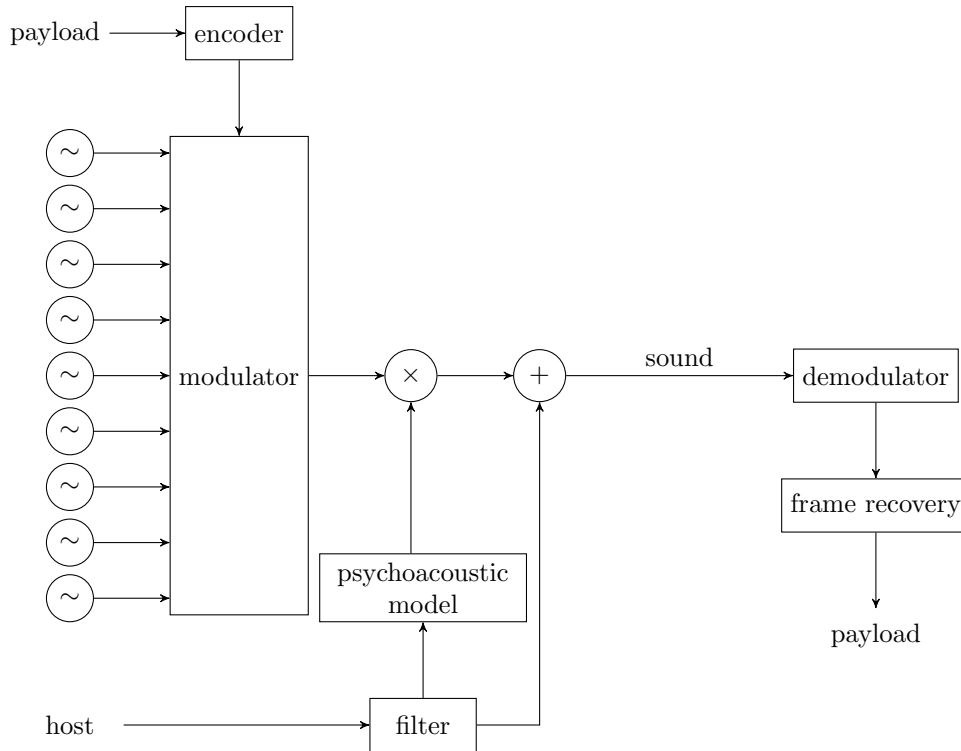 payload
encoder
~
~
~
~
~
modulator
×
+
sound
demodulator
~
~
frame recovery
~
psychoacoustic
model
~
payload
host
filter